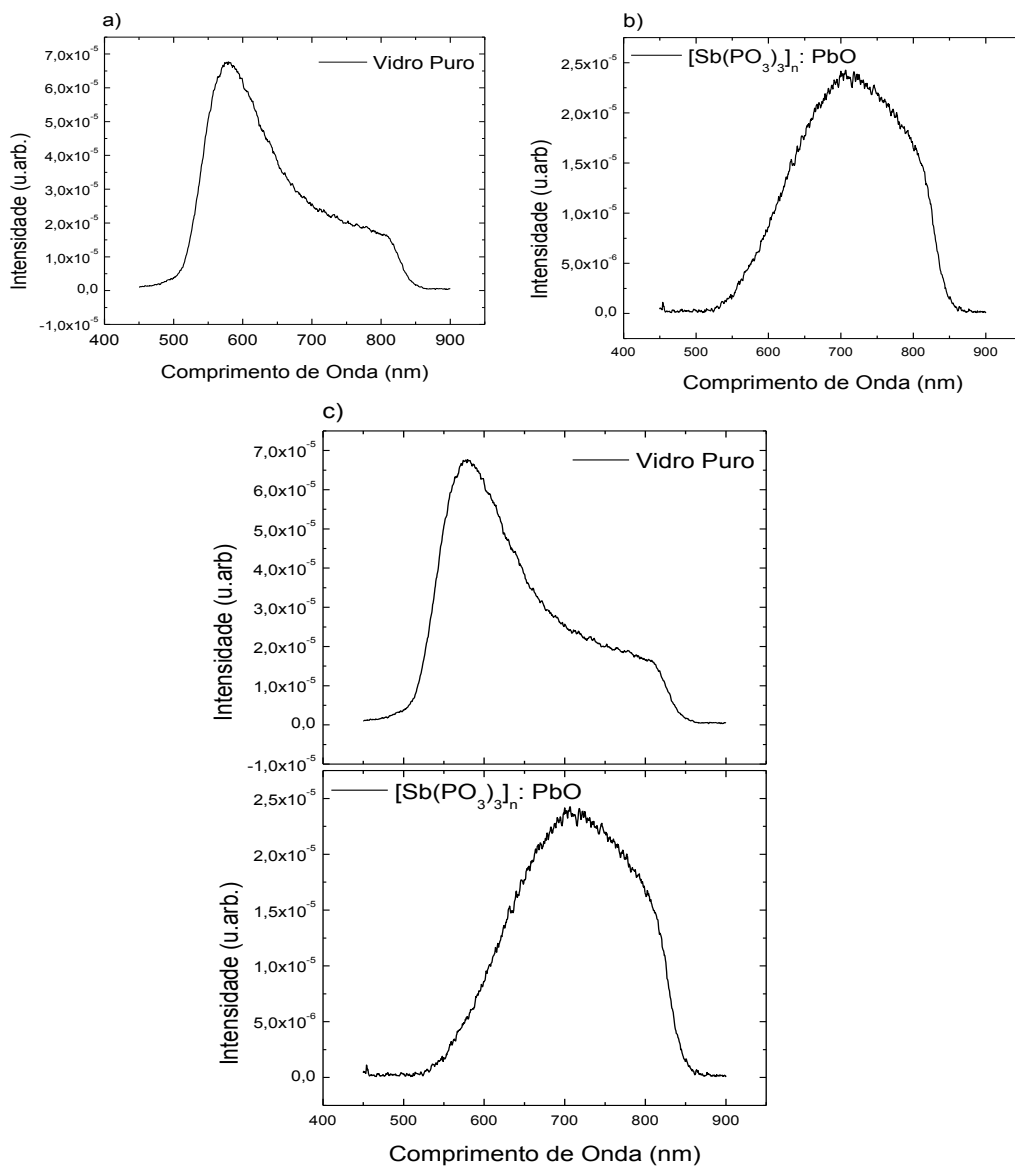 a)
Vidro Puro
7,0x10⁻⁵
6,0x10⁻⁵
5,0x10⁻⁵
4,0x10⁻⁵
3,0x10⁻⁵
2,0x10⁻⁵
1,0x10⁻⁵
0,0
-1,0x10⁻⁵
Intensidade (u.arb.)
400 500 600 700 800 900
Comprimento de Onda (nm)
b)
[Sb(PO₃)₃]ₙ: PbO
2,5x10⁻⁵
2,0x10⁻⁵
1,5x10⁻⁵
1,0x10⁻⁵
5,0x10⁻⁶
0,0
Intensidade (u.arb)
400 500 600 700 800 900
Comprimento de Onda (nm)
c)
Vidro Puro
7,0x10⁻⁵
6,0x10⁻⁵
5,0x10⁻⁵
4,0x10⁻⁵
3,0x10⁻⁵
2,0x10⁻⁵
1,0x10⁻⁵
0,0
-1,0x10⁻⁵
Intensidade (u.arb)
[Sb(PO₃)₃]ₙ: PbO
2,5x10⁻⁵
2,0x10⁻⁵
1,5x10⁻⁵
1,0x10⁻⁵
5,0x10⁻⁶
0,0
Intensidade (u.arb.)
400 500 600 700 800 900
Comprimento de Onda (nm)